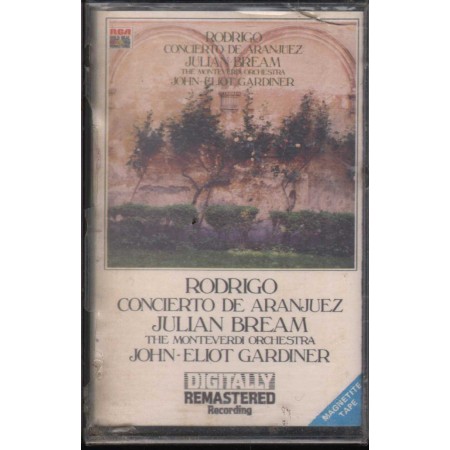 RCA
RODRIGO
CONCIERTO DE ARANJUEZ
JULIAN BREAM
THE MONTEVERDI ORCHESTRA
JOHN-ELIOT GARDINER
RODRIGO
CONCIERTO DE ARANJUEZ
JULIAN BREAM
THE MONTEVERDI ORCHESTRA
JOHN-ELIOT GARDINER
DIGITALLY
REMASTERED
Recording
MAGNETITE
TAPE